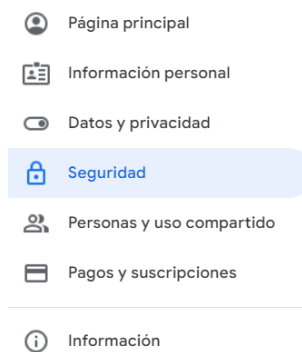 Página principal
Información personal
Datos y privacidad
Seguridad
Personas y uso compartido
Pagos y suscripciones
Información